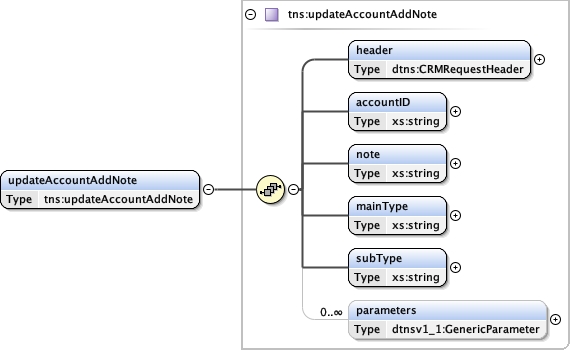 tns:updateAccountAddNote
header
Type dtns:CRMRequestHeader
accountID
Type xs:string
note
Type xs:string
updateAccountAddNote
Type tns:updateAccountAddNote
mainType
Type xs:string
subType
Type xs:string
0..∞
parameters
Type dtnsv1_1:GenericParameter